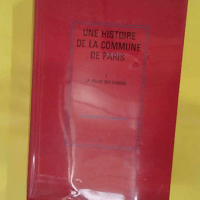 UNE HISTOIRE
DE LA COMMUNE
DE PARIS